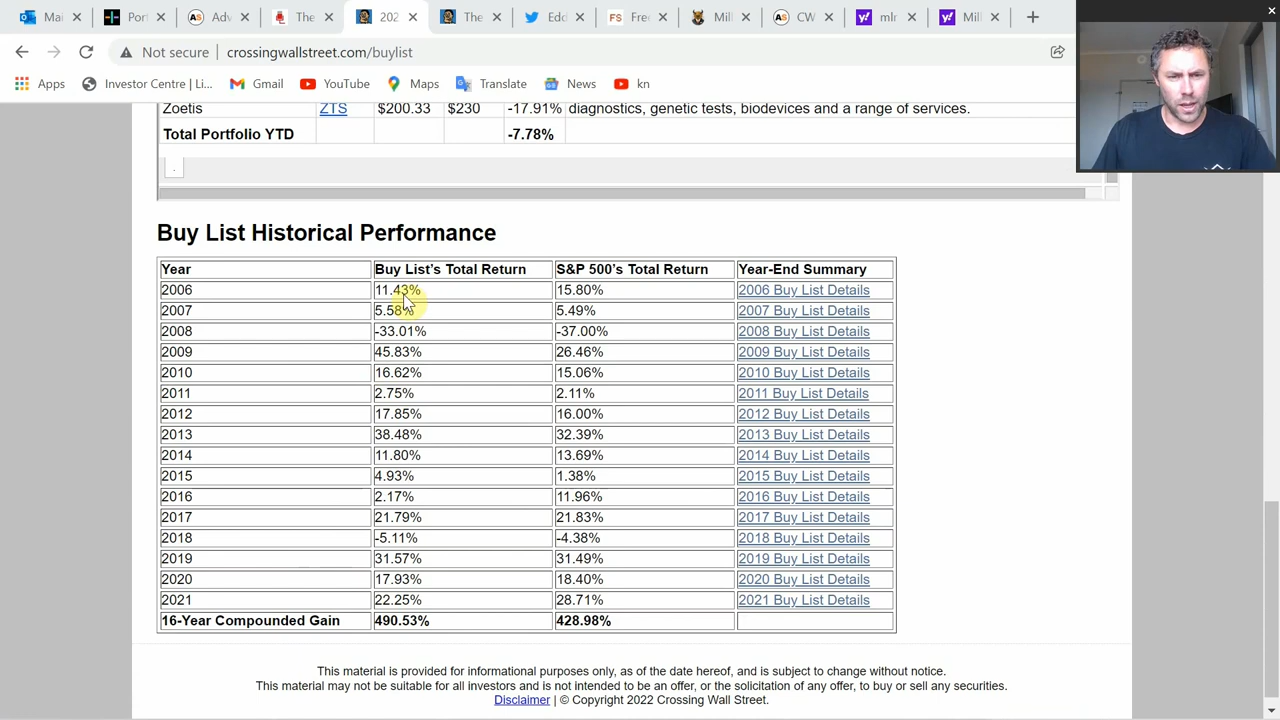 Mai
Por
Adv
The
202
The
Edd
Fre
Mill
CW
mlr
Mill
Not secure
crossingwallstreet.com/buylist
Apps
Investor Centre | Li...
Gmail
YouTube
Maps
Translate
News
kn
Zoetis ZTS $200.33 $230 -17.91% diagnostics, genetic tests, biodevices and a range of services.
Total Portfolio YTD -7.78%
Buy List Historical Performance
Year Buy List’s Total Return S&P 500’s Total Return Year-End Summary
2006 11.43% 15.80% 2006 Buy List Details
2007 5.58% 5.49% 2007 Buy List Details
2008 -33.01% -37.00% 2008 Buy List Details
2009 45.83% 26.46% 2009 Buy List Details
2010 16.62% 15.06% 2010 Buy List Details
2011 2.75% 2.11% 2011 Buy List Details
2012 17.85% 16.00% 2012 Buy List Details
2013 38.48% 32.39% 2013 Buy List Details
2014 11.80% 13.69% 2014 Buy List Details
2015 4.93% 1.38% 2015 Buy List Details
2016 2.17% 11.96% 2016 Buy List Details
2017 21.79% 21.83% 2017 Buy List Details
2018 -5.11% -4.38% 2018 Buy List Details
2019 31.57% 31.49% 2019 Buy List Details
2020 17.93% 18.40% 2020 Buy List Details
2021 22.25% 28.71% 2021 Buy List Details
16-Year Compounded Gain 490.53% 428.98%
This material is provided for informational purposes only, as of the date hereof, and is subject to change without notice.
This material may not be suitable for all investors and is not intended to be an offer, or the solicitation of any offer, to buy or sell any securities.
Disclaimer | © Copyright 2022 Crossing Wall Street.